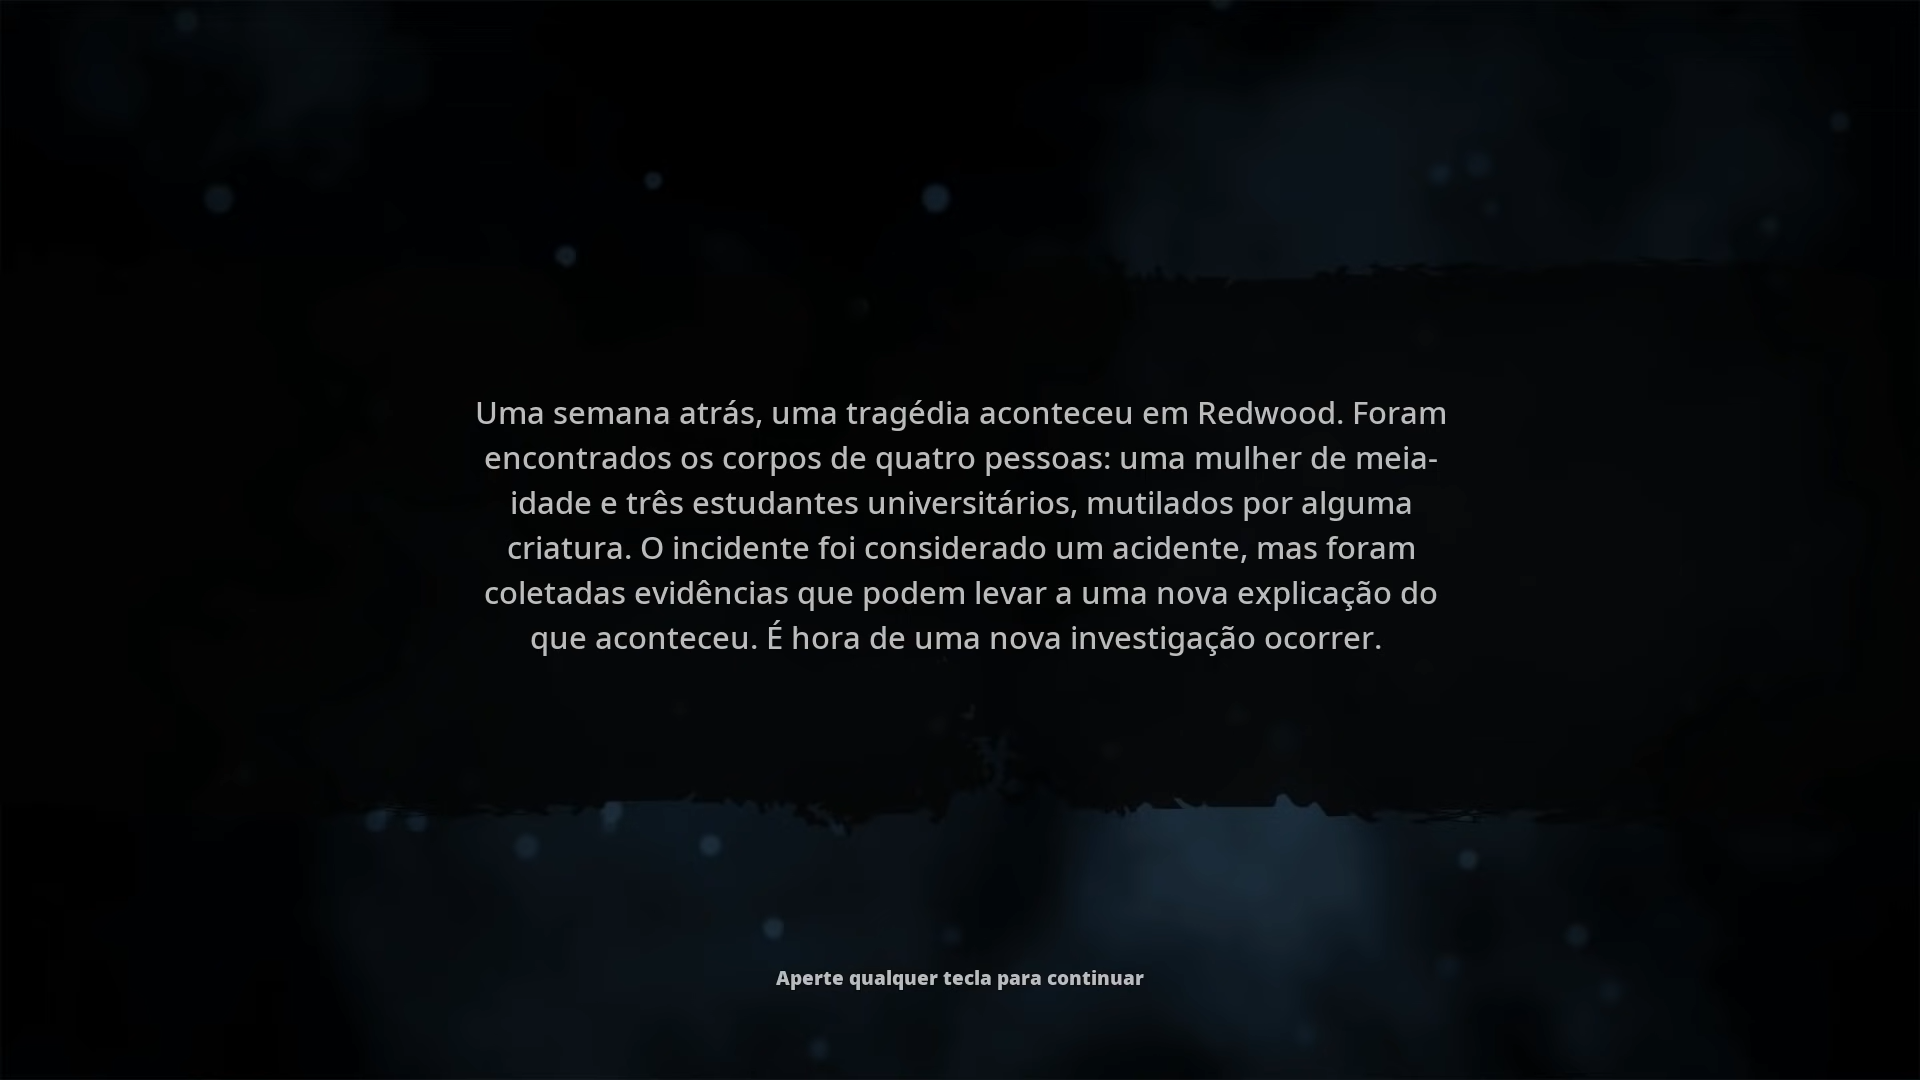 Uma semana atrás, uma tragédia aconteceu em Redwood. Foram
encontrados os corpos de quatro pessoas: uma mulher de meia-
idade e três estudantes universitários, mutilados por alguma
criatura. O incidente foi considerado um acidente, mas foram
coletadas evidências que podem levar a uma nova explicação do
que aconteceu. É hora de uma nova investigação ocorrer.
Aperte qualquer tecla para continuar